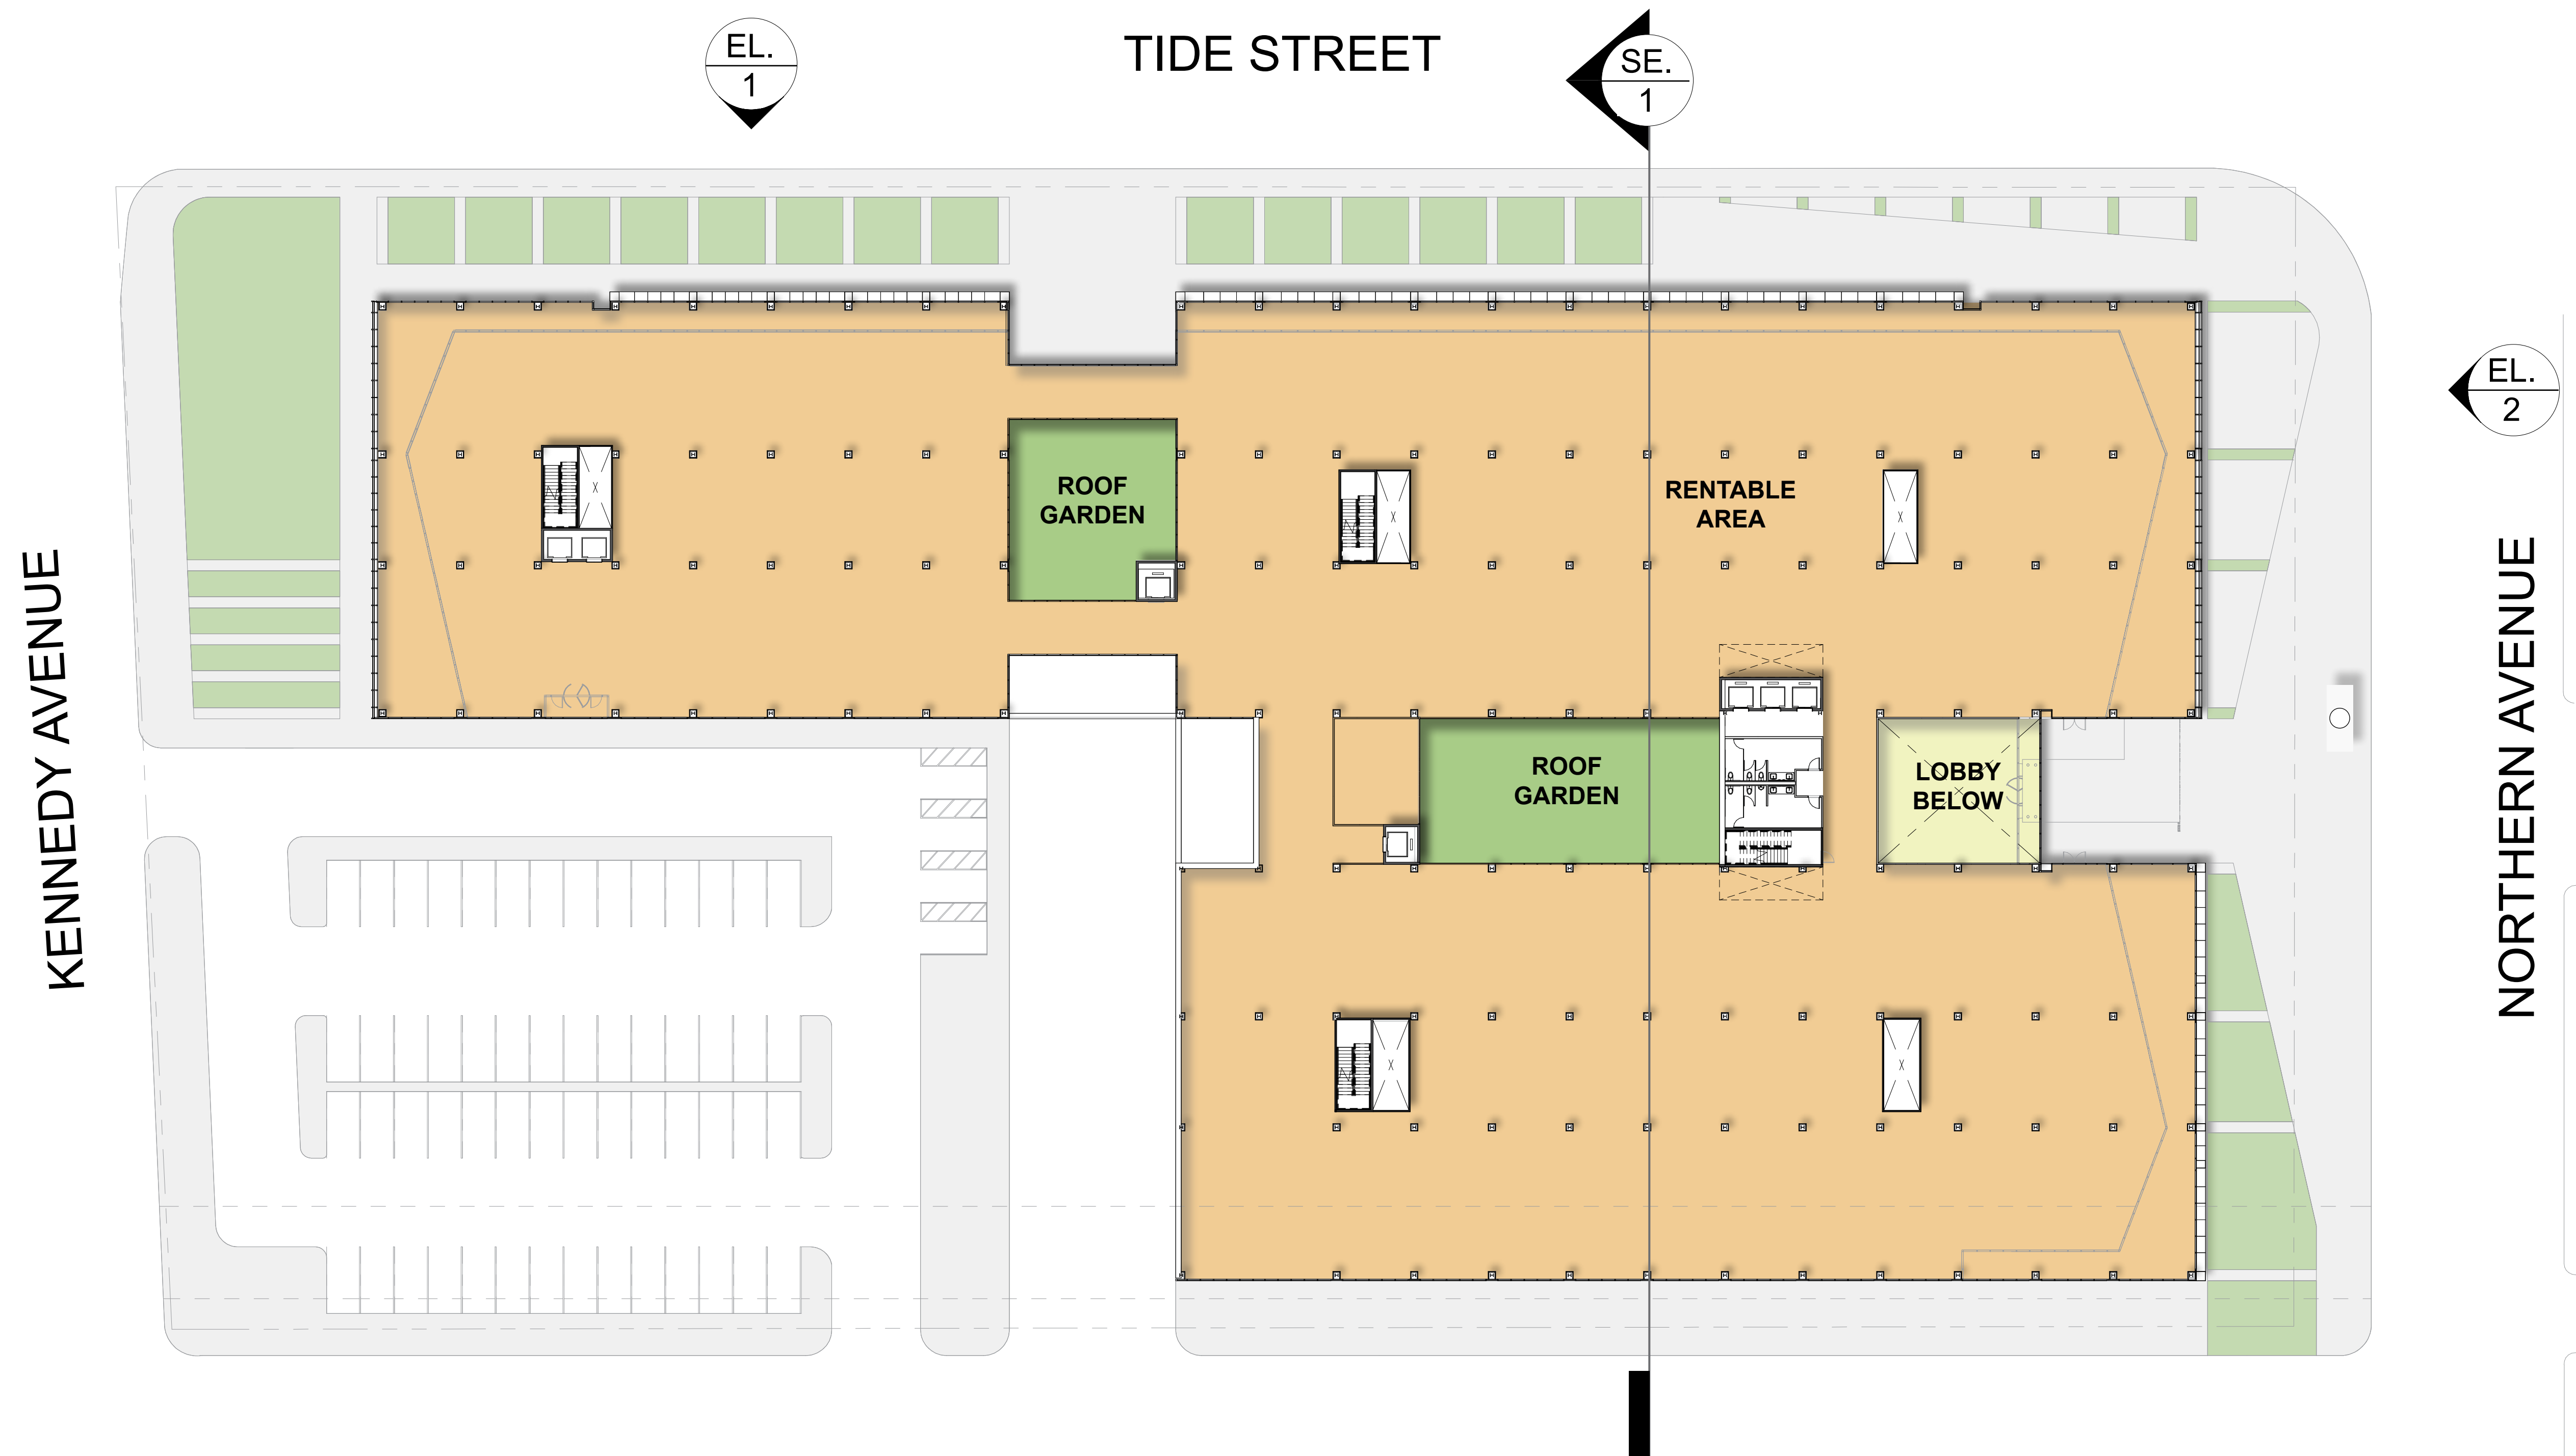 TIDE STREET
EL.
1
SE.
1
EL.
2
KENNEDY AVENUE
NORTHERN AVENUE
ROOF
GARDEN
RENTABLE
AREA
ROOF
GARDEN
LOBBY
BELOW